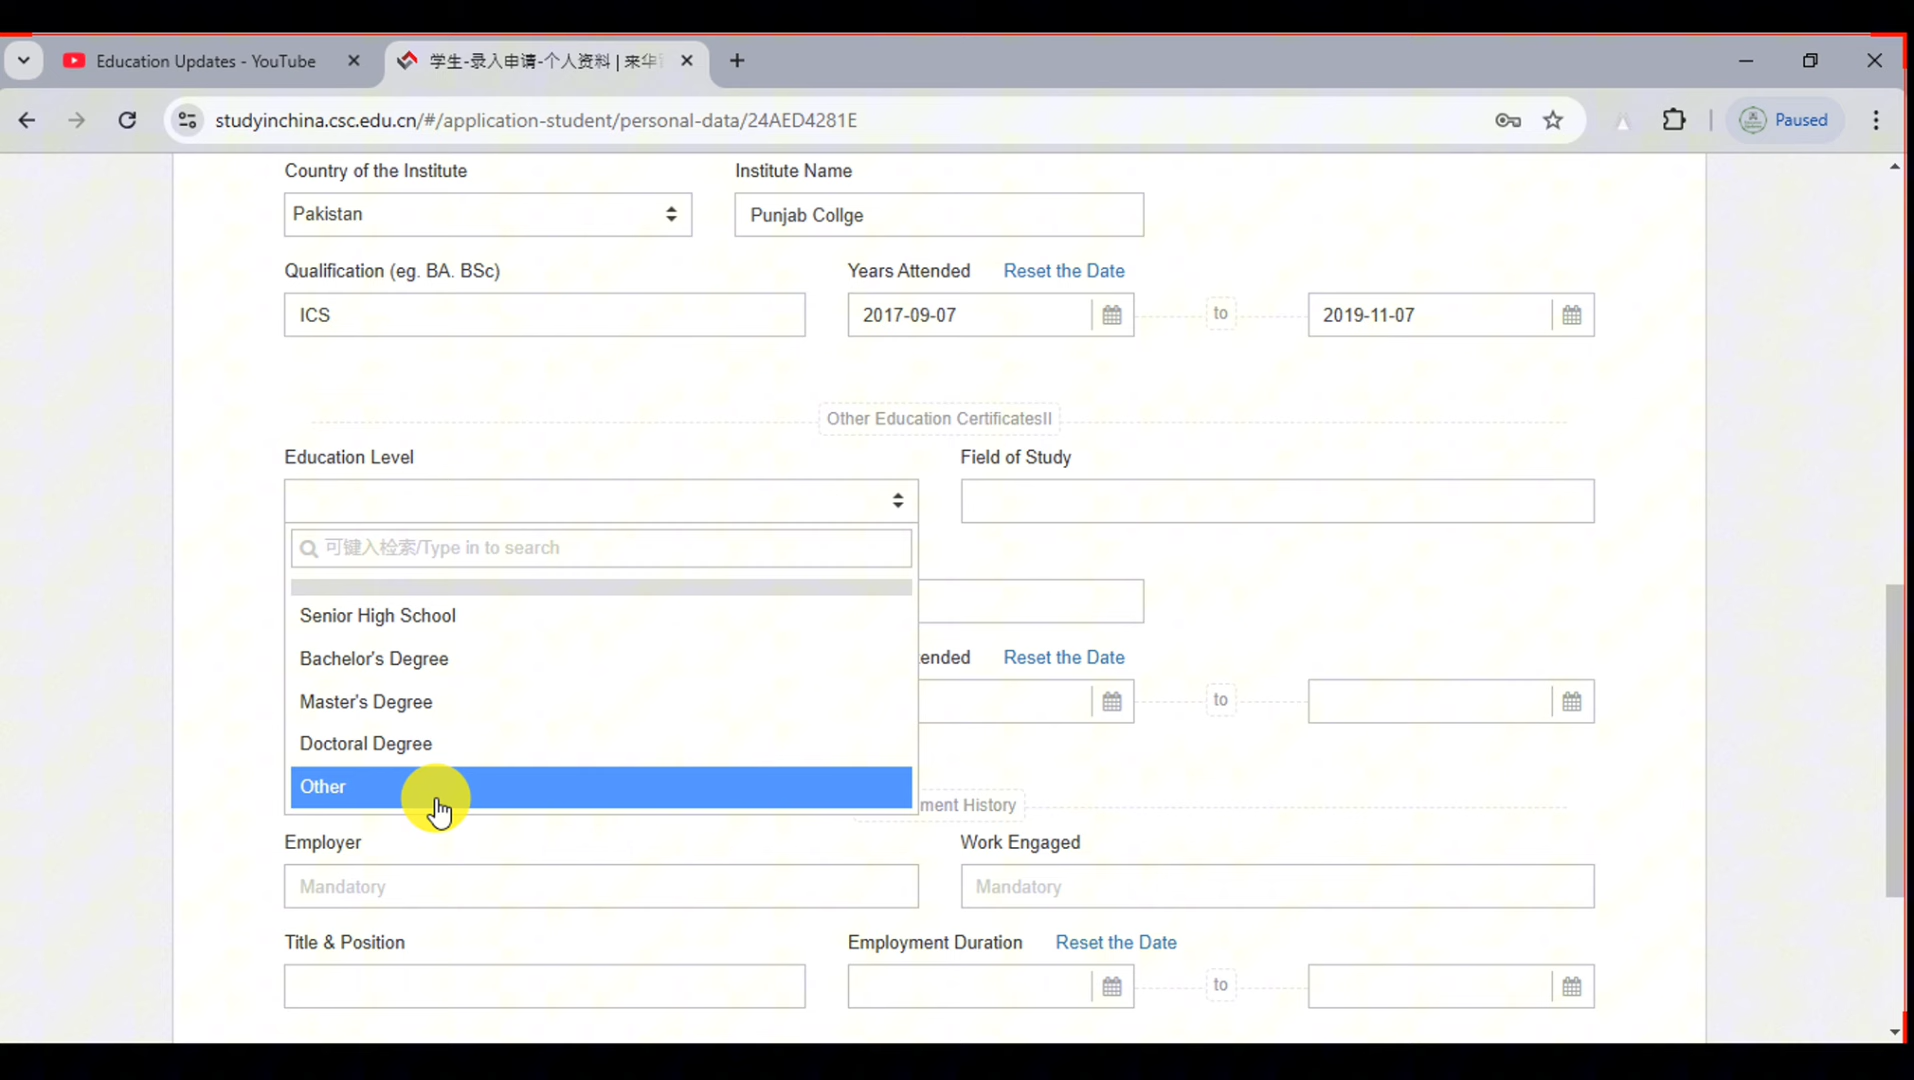 Education Updates - YouTube
学生-录入申请-个人资料 | 来华
studyinchina.csc.edu.cn/#/application-student/personal-data/24AED4281E
Paused
Country of the Institute
Institute Name
Pakistan
Punjab Collge
Qualification (eg. BA. BSc)
Years Attended
Reset the Date
ICS
2017-09-07
to
2019-11-07
Other Education CertificatesII
Education Level
Field of Study
可键入检索/Type in to search
Senior High School
Bachelor's Degree
ended
Reset the Date
Master's Degree
to
Doctoral Degree
Other
ment History
Employer
Work Engaged
Mandatory
Mandatory
Title & Position
Employment Duration
Reset the Date
to